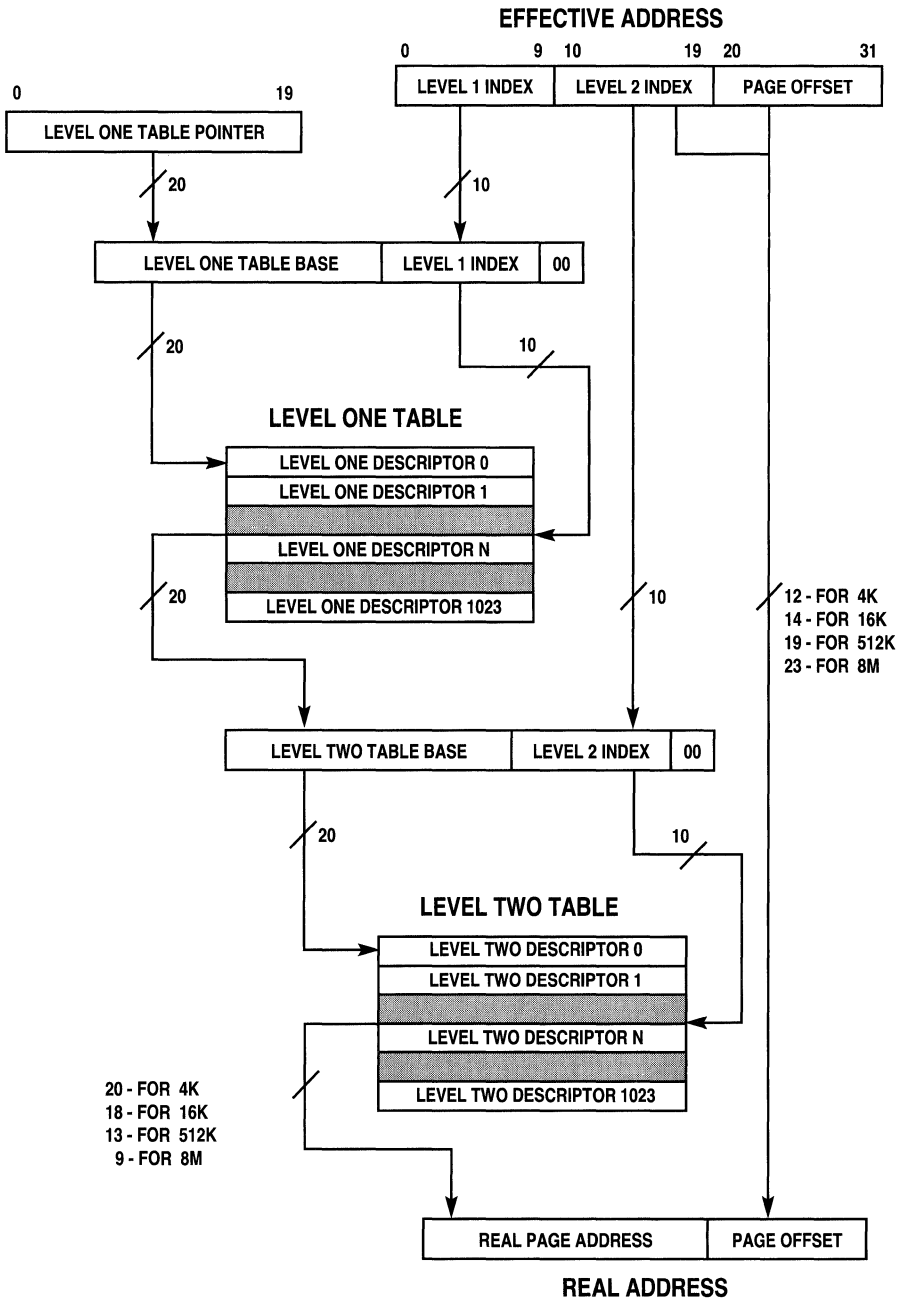 EFFECTIVE ADDRESS
0 9 10 19 20 31
LEVEL 1 INDEX LEVEL 2 INDEX PAGE OFFSET
0 19
LEVEL ONE TABLE POINTER
20
10
LEVEL ONE TABLE BASE LEVEL 1 INDEX 00
20
10
LEVEL ONE TABLE
LEVEL ONE DESCRIPTOR 0
LEVEL ONE DESCRIPTOR 1
LEVEL ONE DESCRIPTOR N
LEVEL ONE DESCRIPTOR 1023
20
10
12 - FOR 4K
14 - FOR 16K
19 - FOR 512K
23 - FOR 8M
LEVEL TWO TABLE BASE LEVEL 2 INDEX 00
20
10
LEVEL TWO TABLE
LEVEL TWO DESCRIPTOR 0
LEVEL TWO DESCRIPTOR 1
LEVEL TWO DESCRIPTOR N
LEVEL TWO DESCRIPTOR 1023
20 - FOR 4K
18 - FOR 16K
13 - FOR 512K
9 - FOR 8M
REAL PAGE ADDRESS PAGE OFFSET
REAL ADDRESS